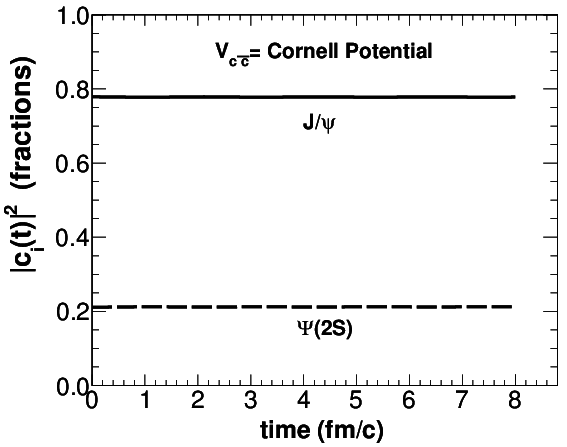 V_cc̅ = Cornell Potential
|c_i(t)|² (fractions)
1.0
0.8
J/ψ
0.6
0.4
0.2
Ψ(2S)
0.0
0 1 2 3 4 5 6 7 8
time (fm/c)